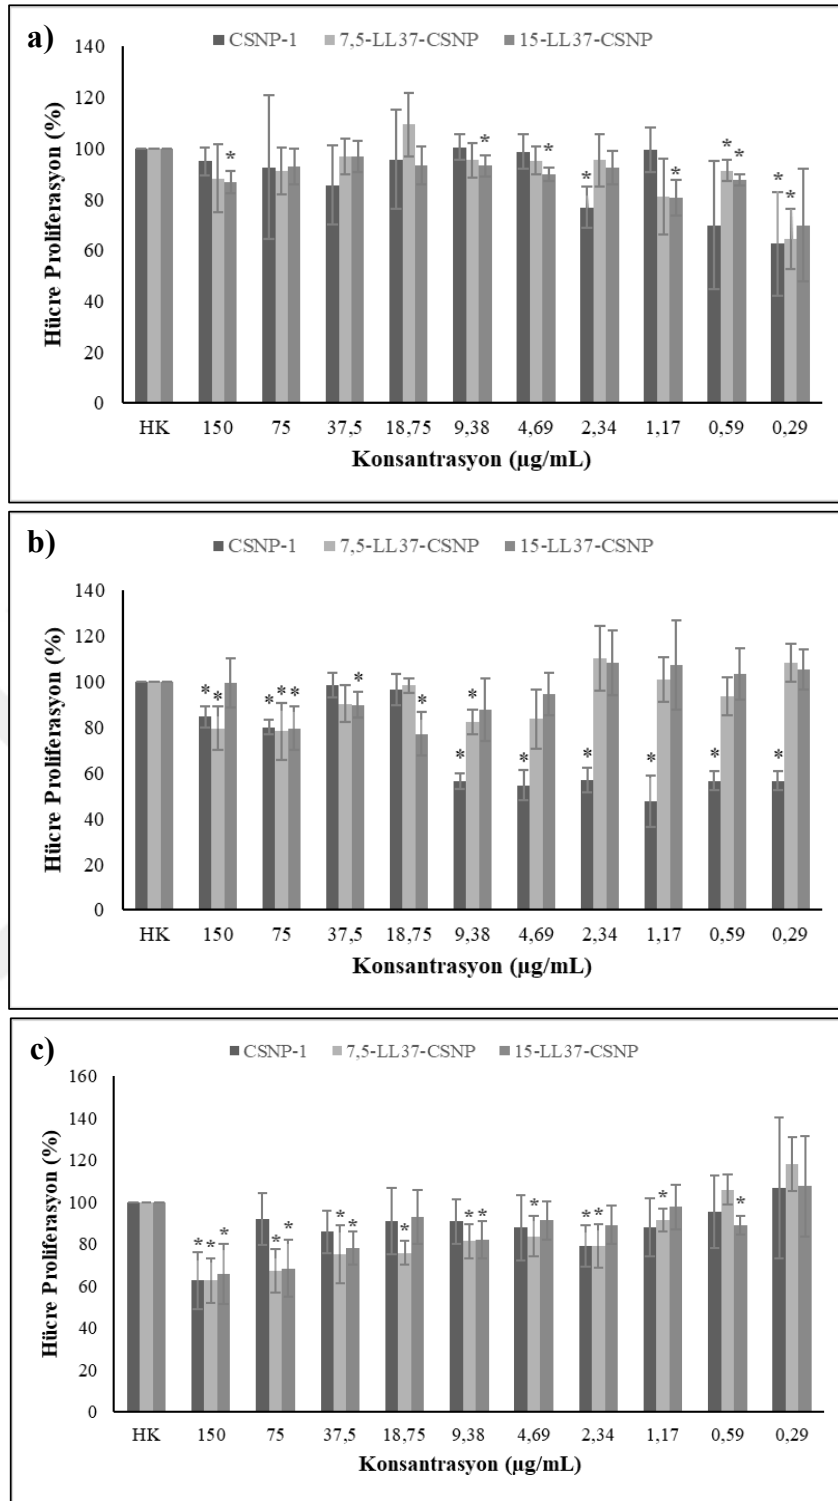 a)
CSNP-1 7,5-LL37-CSNP 15-LL37-CSNP
140
120
100
80
60
40
20
0
Hücre Proliferasyon (%)
* * * * * * * * * *
HK 150 75 37,5 18,75 9,38 4,69 2,34 1,17 0,59 0,29
Konsantrasyon (µg/mL)
b)
CSNP-1 7,5-LL37-CSNP 15-LL37-CSNP
140
120
100
80
60
40
20
0
Hücre Proliferasyon (%)
* * * * * * * * * * * * * *
HK 150 75 37,5 18,75 9,38 4,69 2,34 1,17 0,59 0,29
Konsantrasyon (µg/mL)
c)
CSNP-1 7,5-LL37-CSNP 15-LL37-CSNP
160
140
120
100
80
60
40
20
0
Hücre Proliferasyon (%)
* * * * * * * * * * * * * * *
HK 150 75 37,5 18,75 9,38 4,69 2,34 1,17 0,59 0,29
Konsantrasyon (µg/mL)